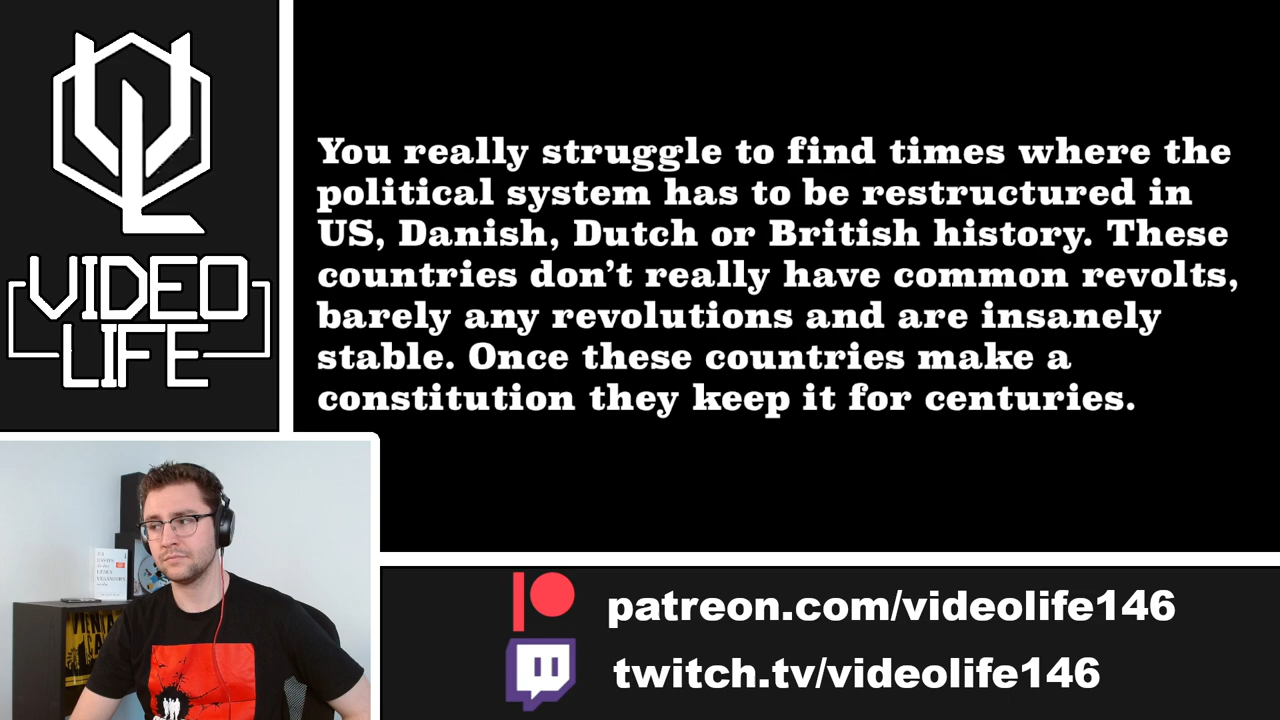 VIDEO
LIFE
You really struggle to find times where the
political system has to be restructured in
US, Danish, Dutch or British history. These
countries don’t really have common revolts,
barely any revolutions and are insanely
stable. Once these countries make a
constitution they keep it for centuries.
patreon.com/videolife146
twitch.tv/videolife146